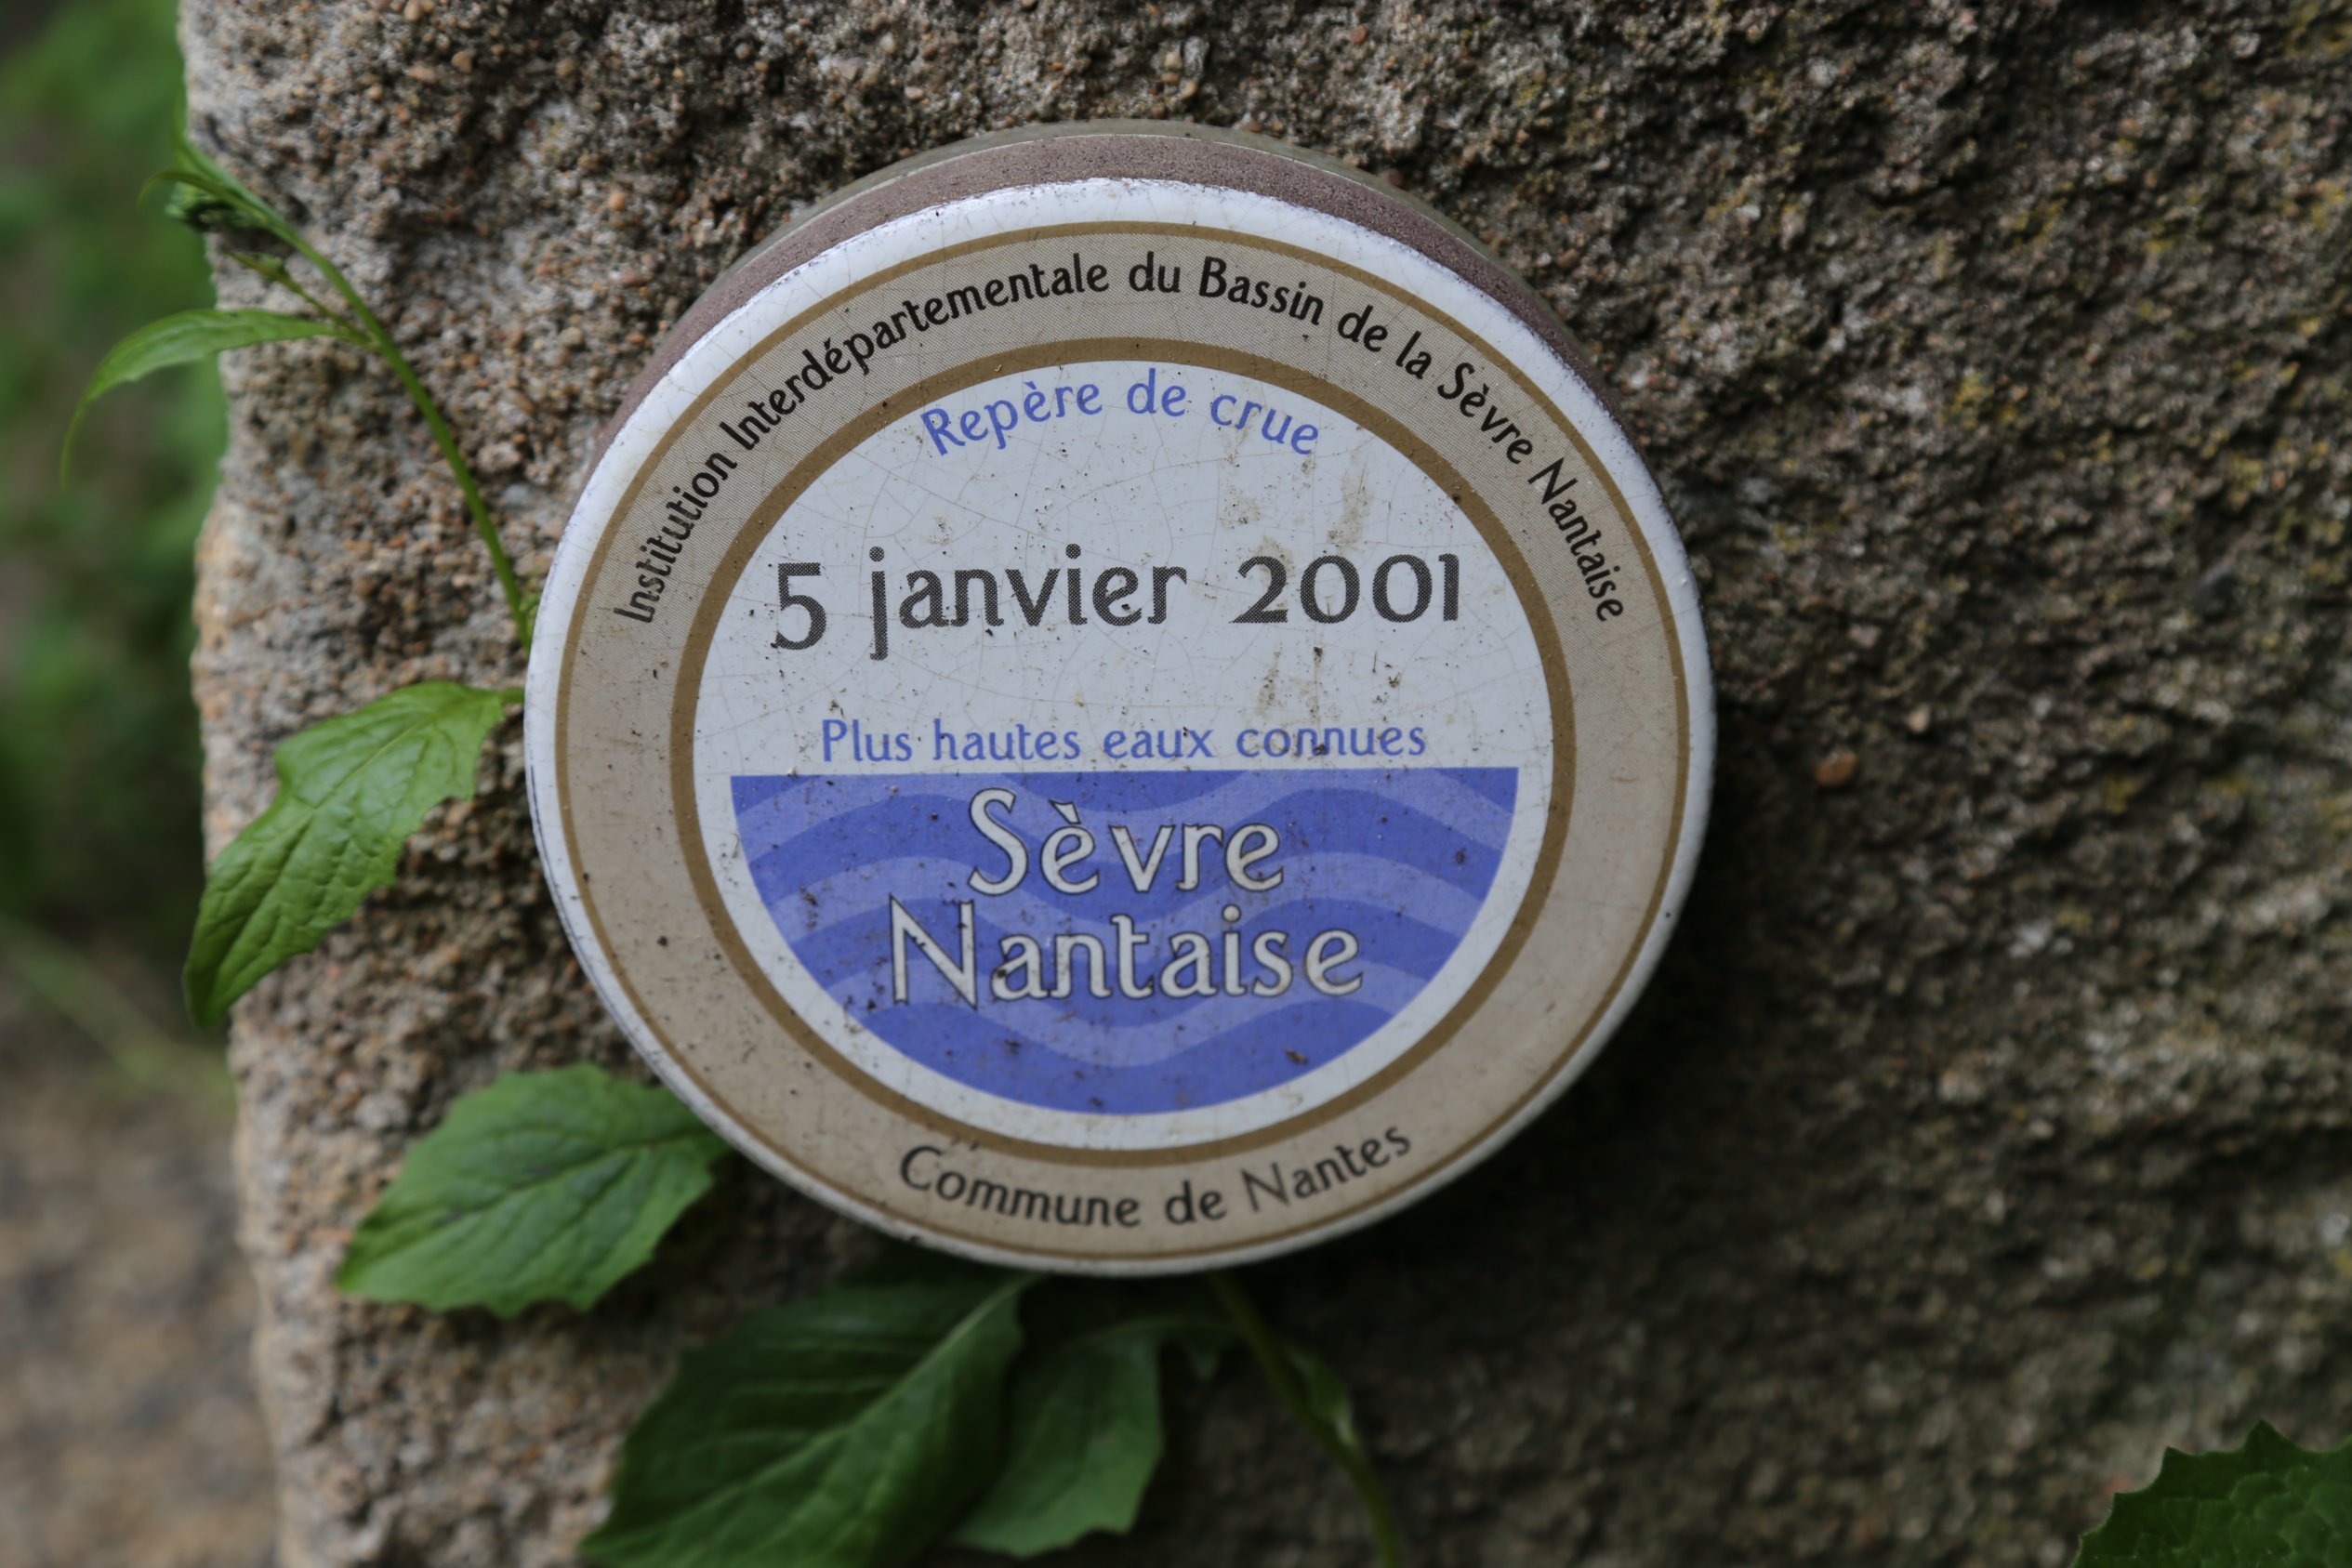 Institution Interdépartementale du Bassin de la Sèvre Nantaise
Repère de crue
5 janvier 2001
Plus hautes eaux connues
Sèvre
Nantaise
Commune de Nantes